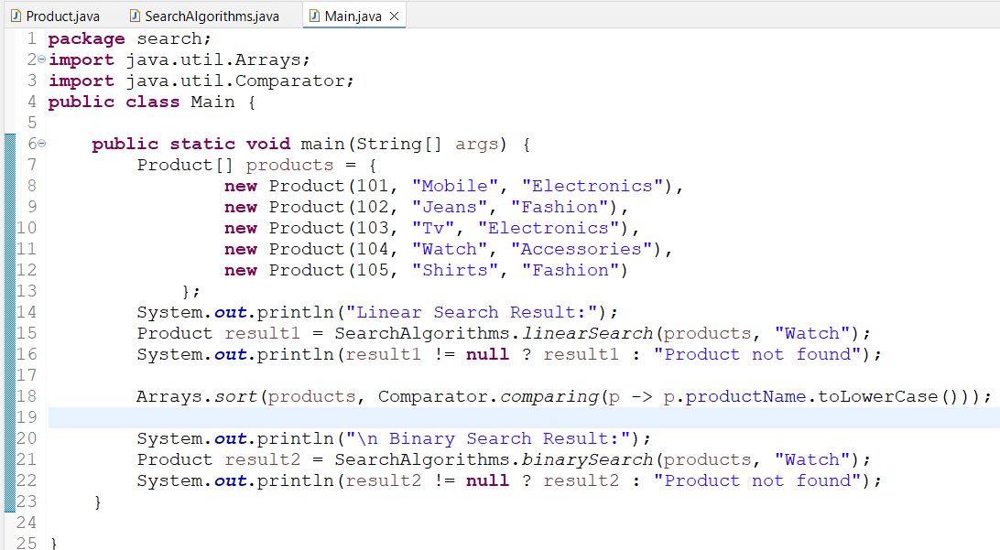 Product.java SearchAlgorithms.java Main.java
1 package search;
2 import java.util.Arrays;
3 import java.util.Comparator;
4 public class Main {
5
6     public static void main(String[] args) {
7         Product[] products = {
8                 new Product(101, "Mobile", "Electronics"),
9                 new Product(102, "Jeans", "Fashion"),
10                 new Product(103, "Tv", "Electronics"),
11                 new Product(104, "Watch", "Accessories"),
12                 new Product(105, "Shirts", "Fashion")
13             };
14         System.out.println("Linear Search Result:");
15         Product result1 = SearchAlgorithms.linearSearch(products, "Watch");
16         System.out.println(result1 != null ? result1 : "Product not found");
17
18         Arrays.sort(products, Comparator.comparing(p -> p.productName.toLowerCase()));
19
20         System.out.println("\n Binary Search Result:");
21         Product result2 = SearchAlgorithms.binarySearch(products, "Watch");
22         System.out.println(result2 != null ? result2 : "Product not found");
23     }
24
25 }